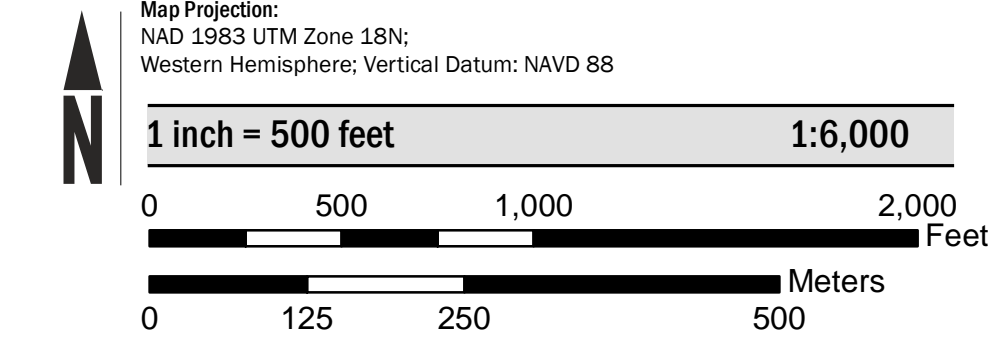 Map Projection:
NAD 1983 UTM Zone 18N;
Western Hemisphere; Vertical Datum: NAVD 88
N
1 inch = 500 feet 1:6,000
0 500 1,000 2,000
Feet
Meters
0 125 250 500